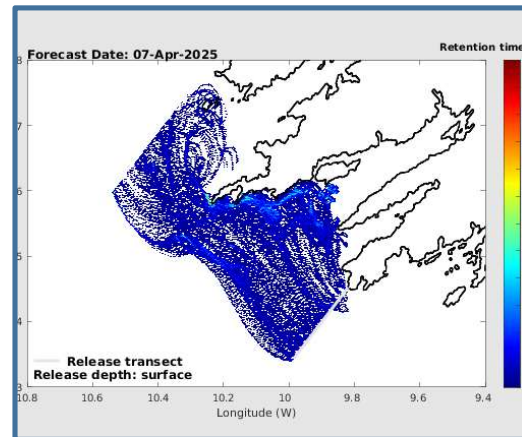 Retention time
Forecast Date: 07-Apr-2025
8
7
6
5
4
3
Release transect
Release depth: surface
10.8
10.6
10.4
10.2
10
9.8
9.6
9.4
Longitude (W)